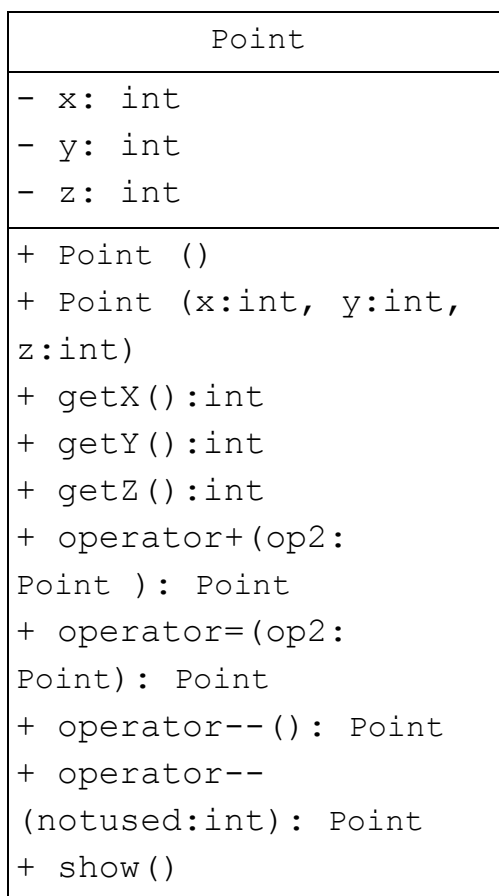 Point
- x: int
- y: int
- z: int
+ Point ()
+ Point (x:int, y:int,
z:int)
+ getX():int
+ getY():int
+ getZ():int
+ operator+(op2:
Point ): Point
+ operator=(op2:
Point): Point
+ operator--(): Point
+ operator--
(notused:int): Point
+ show()